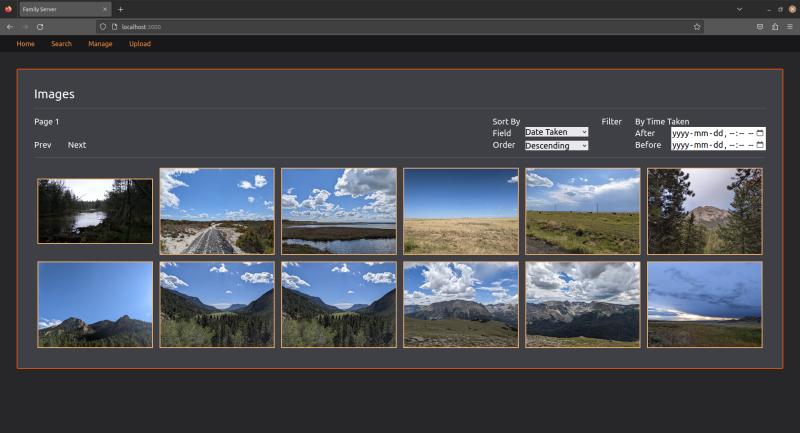 Family Server
localhost:3000
Home Search Manage Upload
Images
Page 1
Prev Next
Sort By
Field Date Taken
Order Descending
Filter
By Time Taken
After yyyy-mm-dd, --:-- --
Before yyyy-mm-dd, --:-- --